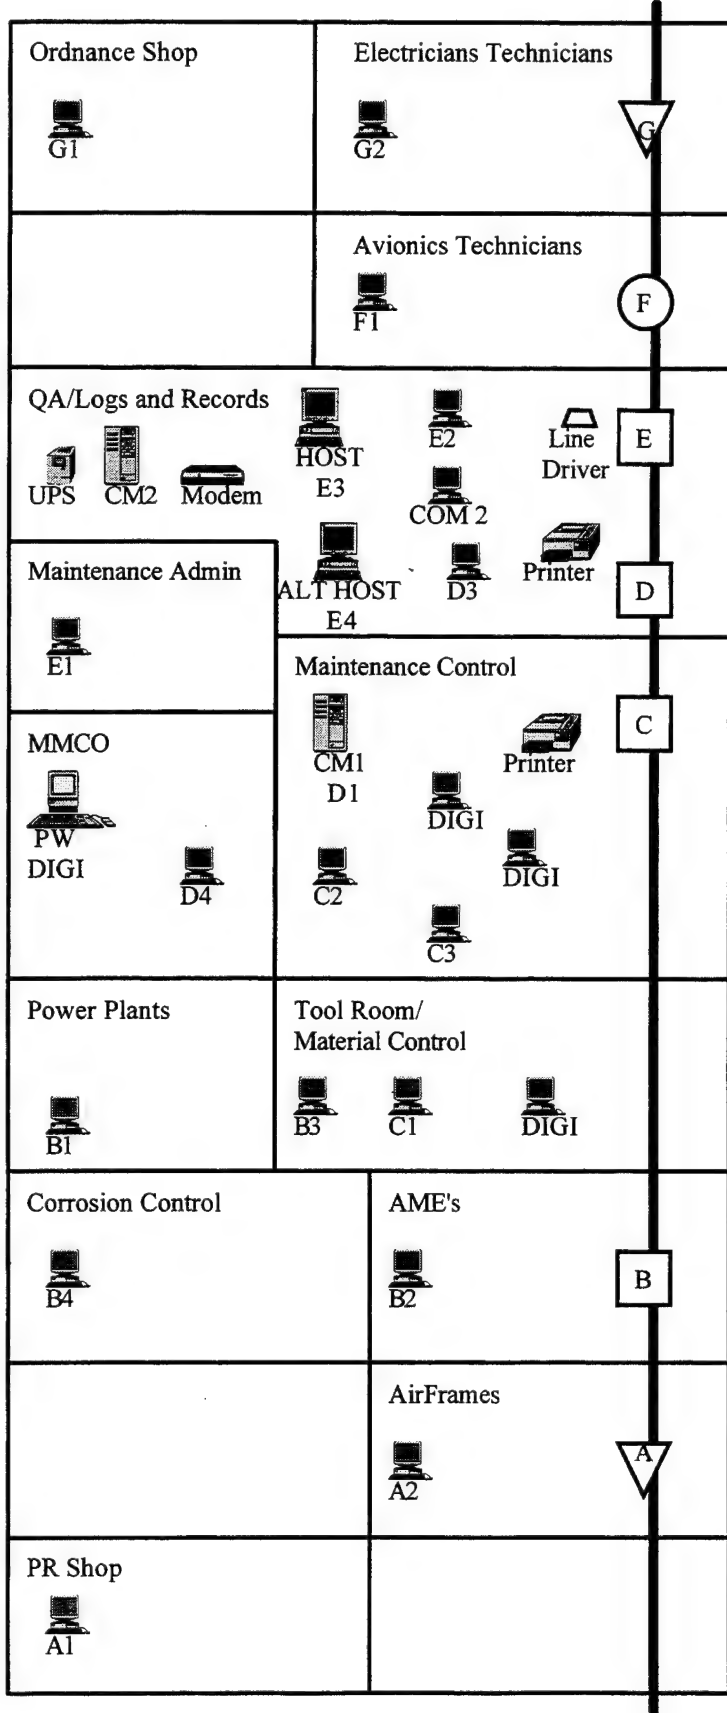 Ordnance Shop
G1
Electricians Technicians
G2
G
Avionics Technicians
F1
F
QA/Logs and Records
UPS
CM2
Modem
HOST
E3
E2
COM 2
Line
Driver
E
ALT HOST
E4
D3
Printer
D
Maintenance Admin
E1
Maintenance Control
CM1
D1
Printer
DIGI
DIGI
C2
C3
C
MMCO
PW
DIGI
D4
Power Plants
B1
Tool Room/
Material Control
B3
C1
DIGI
Corrosion Control
B4
AME's
B2
B
AirFrames
A2
A
PR Shop
A1